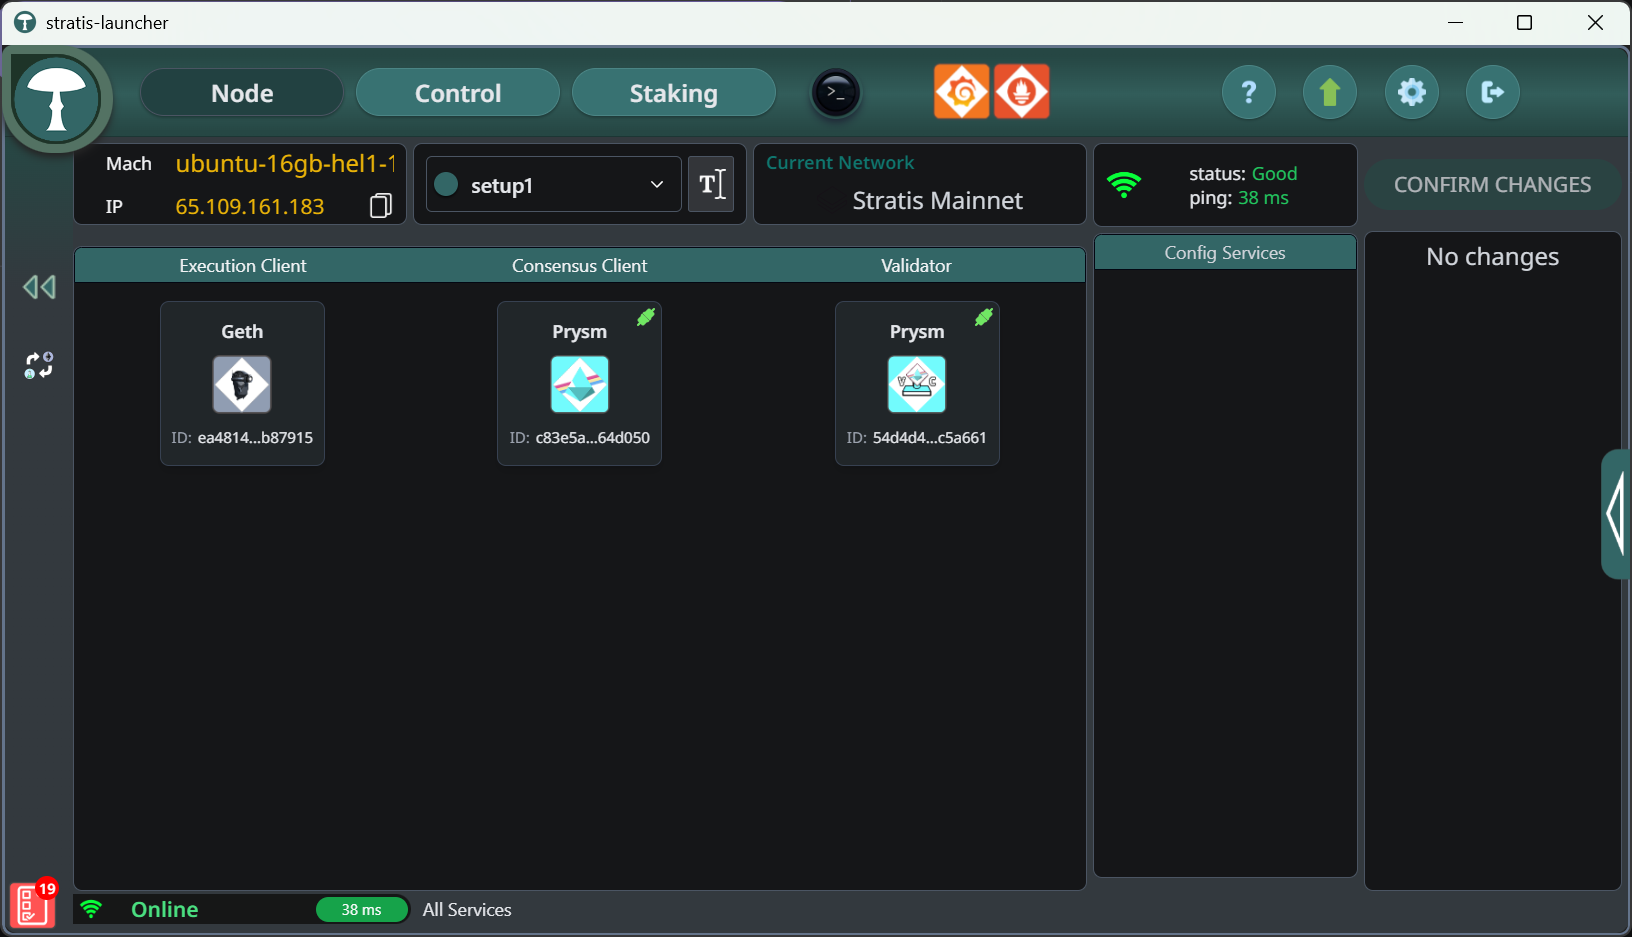 stratis-launcher
Node
Control
Staking
>_
?
Mach
ubuntu-16gb-hel1-1
IP
65.109.161.183
setup1
T
Current Network
Stratis Mainnet
status: Good
ping: 38 ms
CONFIRM CHANGES
Execution Client
Consensus Client
Validator
Config Services
No changes
Geth
ID: ea4814...b87915
Prysm
ID: c83e5a...64d050
Prysm
V C
ID: 54d4d4...c5a661
19
Online
38 ms
All Services